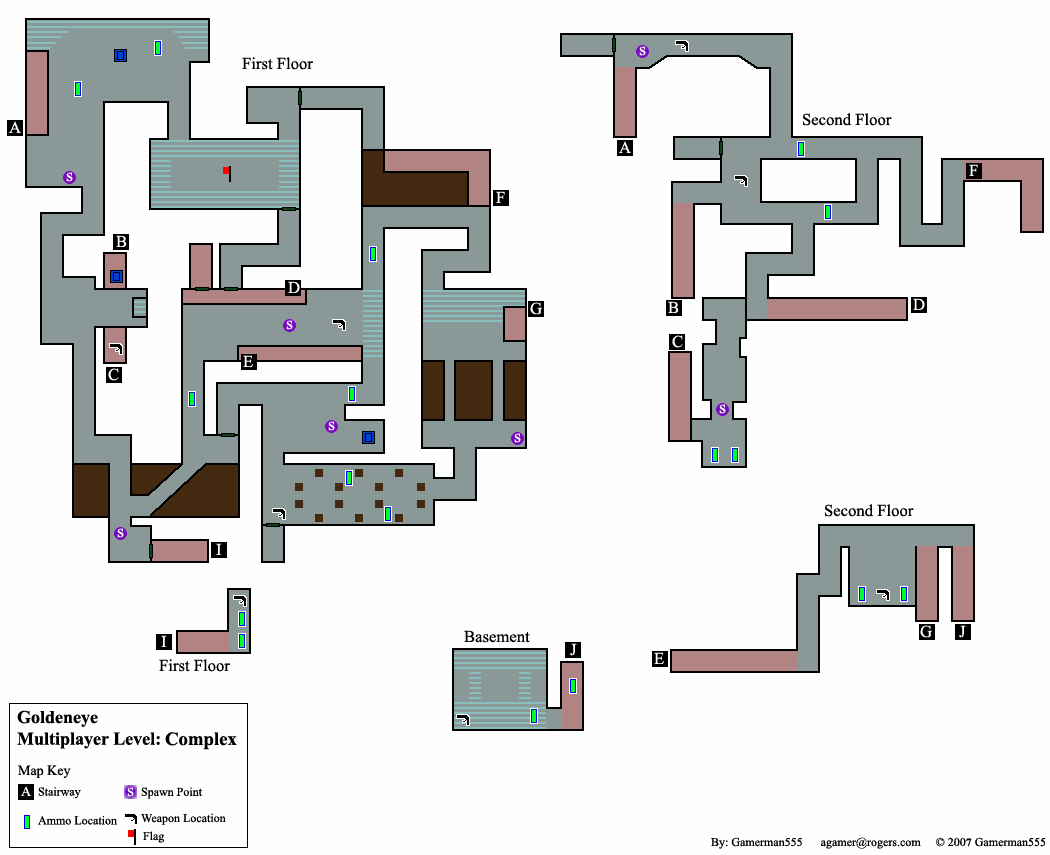 First Floor
A
S
B
C
D
S
E
F
G
S
S
S
I
I
First Floor
Second Floor
S
A
B
C
D
F
S
Second Floor
E
G
J
Basement
J
Goldeneye
Multiplayer Level: Complex
Map Key
A Stairway
S Spawn Point
Ammo Location
Weapon Location
Flag
By: Gamerman555 agamer@rogers.com © 2007 Gamerman555